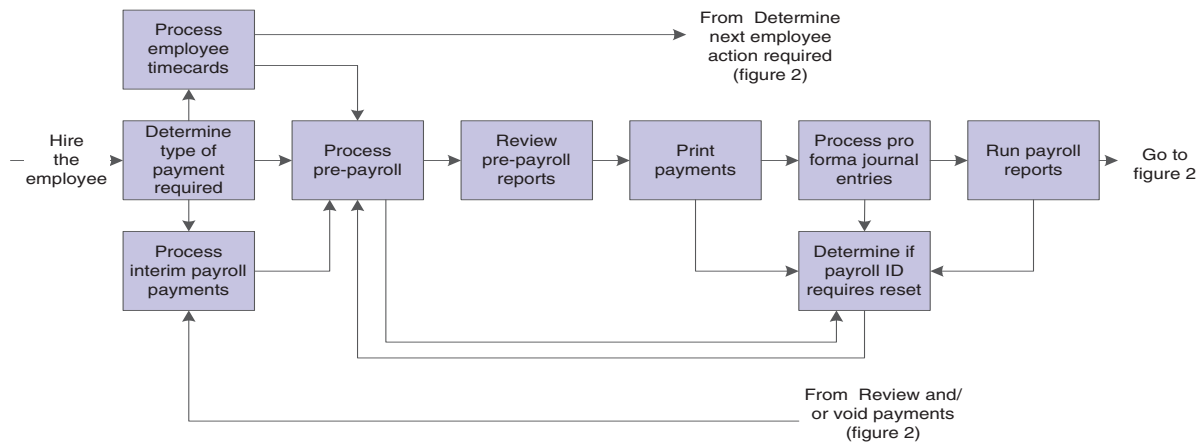 Process
employee
timecards
From Determine
next employee
action required
(figure 2)
Hire
the
employee
Determine
type of
payment
required
Process
pre-payroll
Review
pre-payroll
reports
Print
payments
Process pro
forma journal
entries
Run payroll
reports
Go to
figure 2
Process
interim payroll
payments
Determine if
payroll ID
requires reset
From Review and/
or void payments
(figure 2)